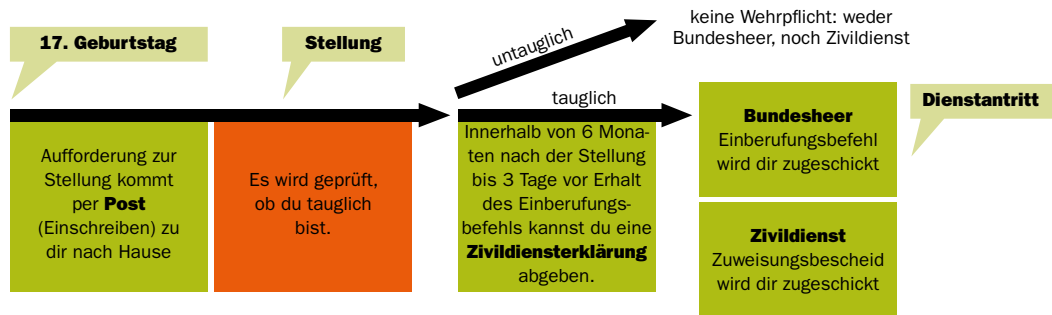 17. Geburtstag
Stellung
untauglich
keine Wehrpflicht: weder
Bundesheer, noch Zivildienst
tauglich
Dienstantritt
Aufforderung zur
Stellung kommt
per Post
(Einschreiben) zu
dir nach Hause
Es wird geprüft,
ob du tauglich
bist.
Innerhalb von 6 Mona-
ten nach der Stellung
bis 3 Tage vor Erhalt
des Einberufungs-
befehls kannst du eine
Zivildiensterklärung
abgeben.
Bundesheer
Einberufungsbefehl
wird dir zugeschickt
Zivildienst
Zuweisungsbescheid
wird dir zugeschickt